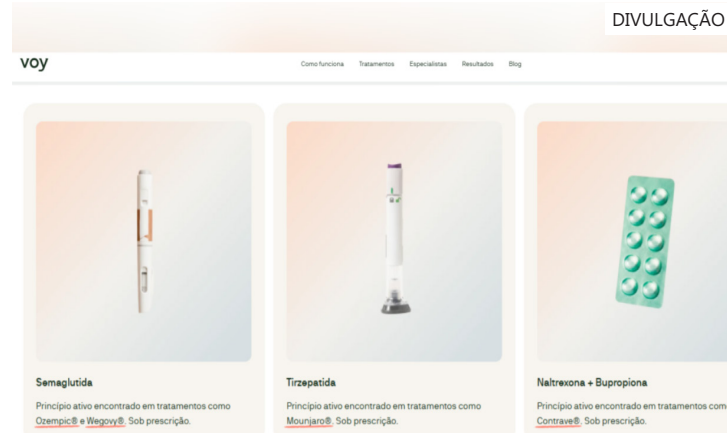 DIVULGAÇÃO
voy
Como funciona Tratamentos Especialistas Resultados Blog
Semaglutida
Princípio ativo encontrado em tratamentos como
Ozempic® e Wegovy®. Sob prescrição.
Tirzepatida
Princípio ativo encontrado em tratamentos como
Mounjaro®. Sob prescrição.
Naltrexona + Bupropiona
Princípio ativo encontrado em tratamentos com
Contrave®. Sob prescrição.